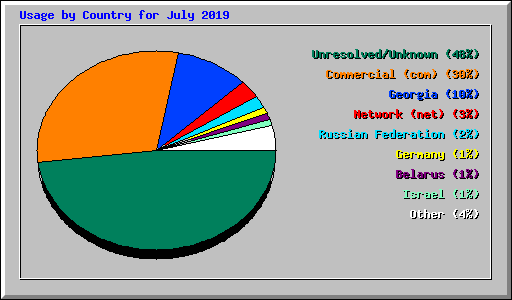 Usage by Country for July 2019
Unresolved/Unknown (48%)
Commercial (com) (30%)
Georgia (10%)
Network (net) (3%)
Russian Federation (2%)
Germany (1%)
Belarus (1%)
Israel (1%)
Other (4%)